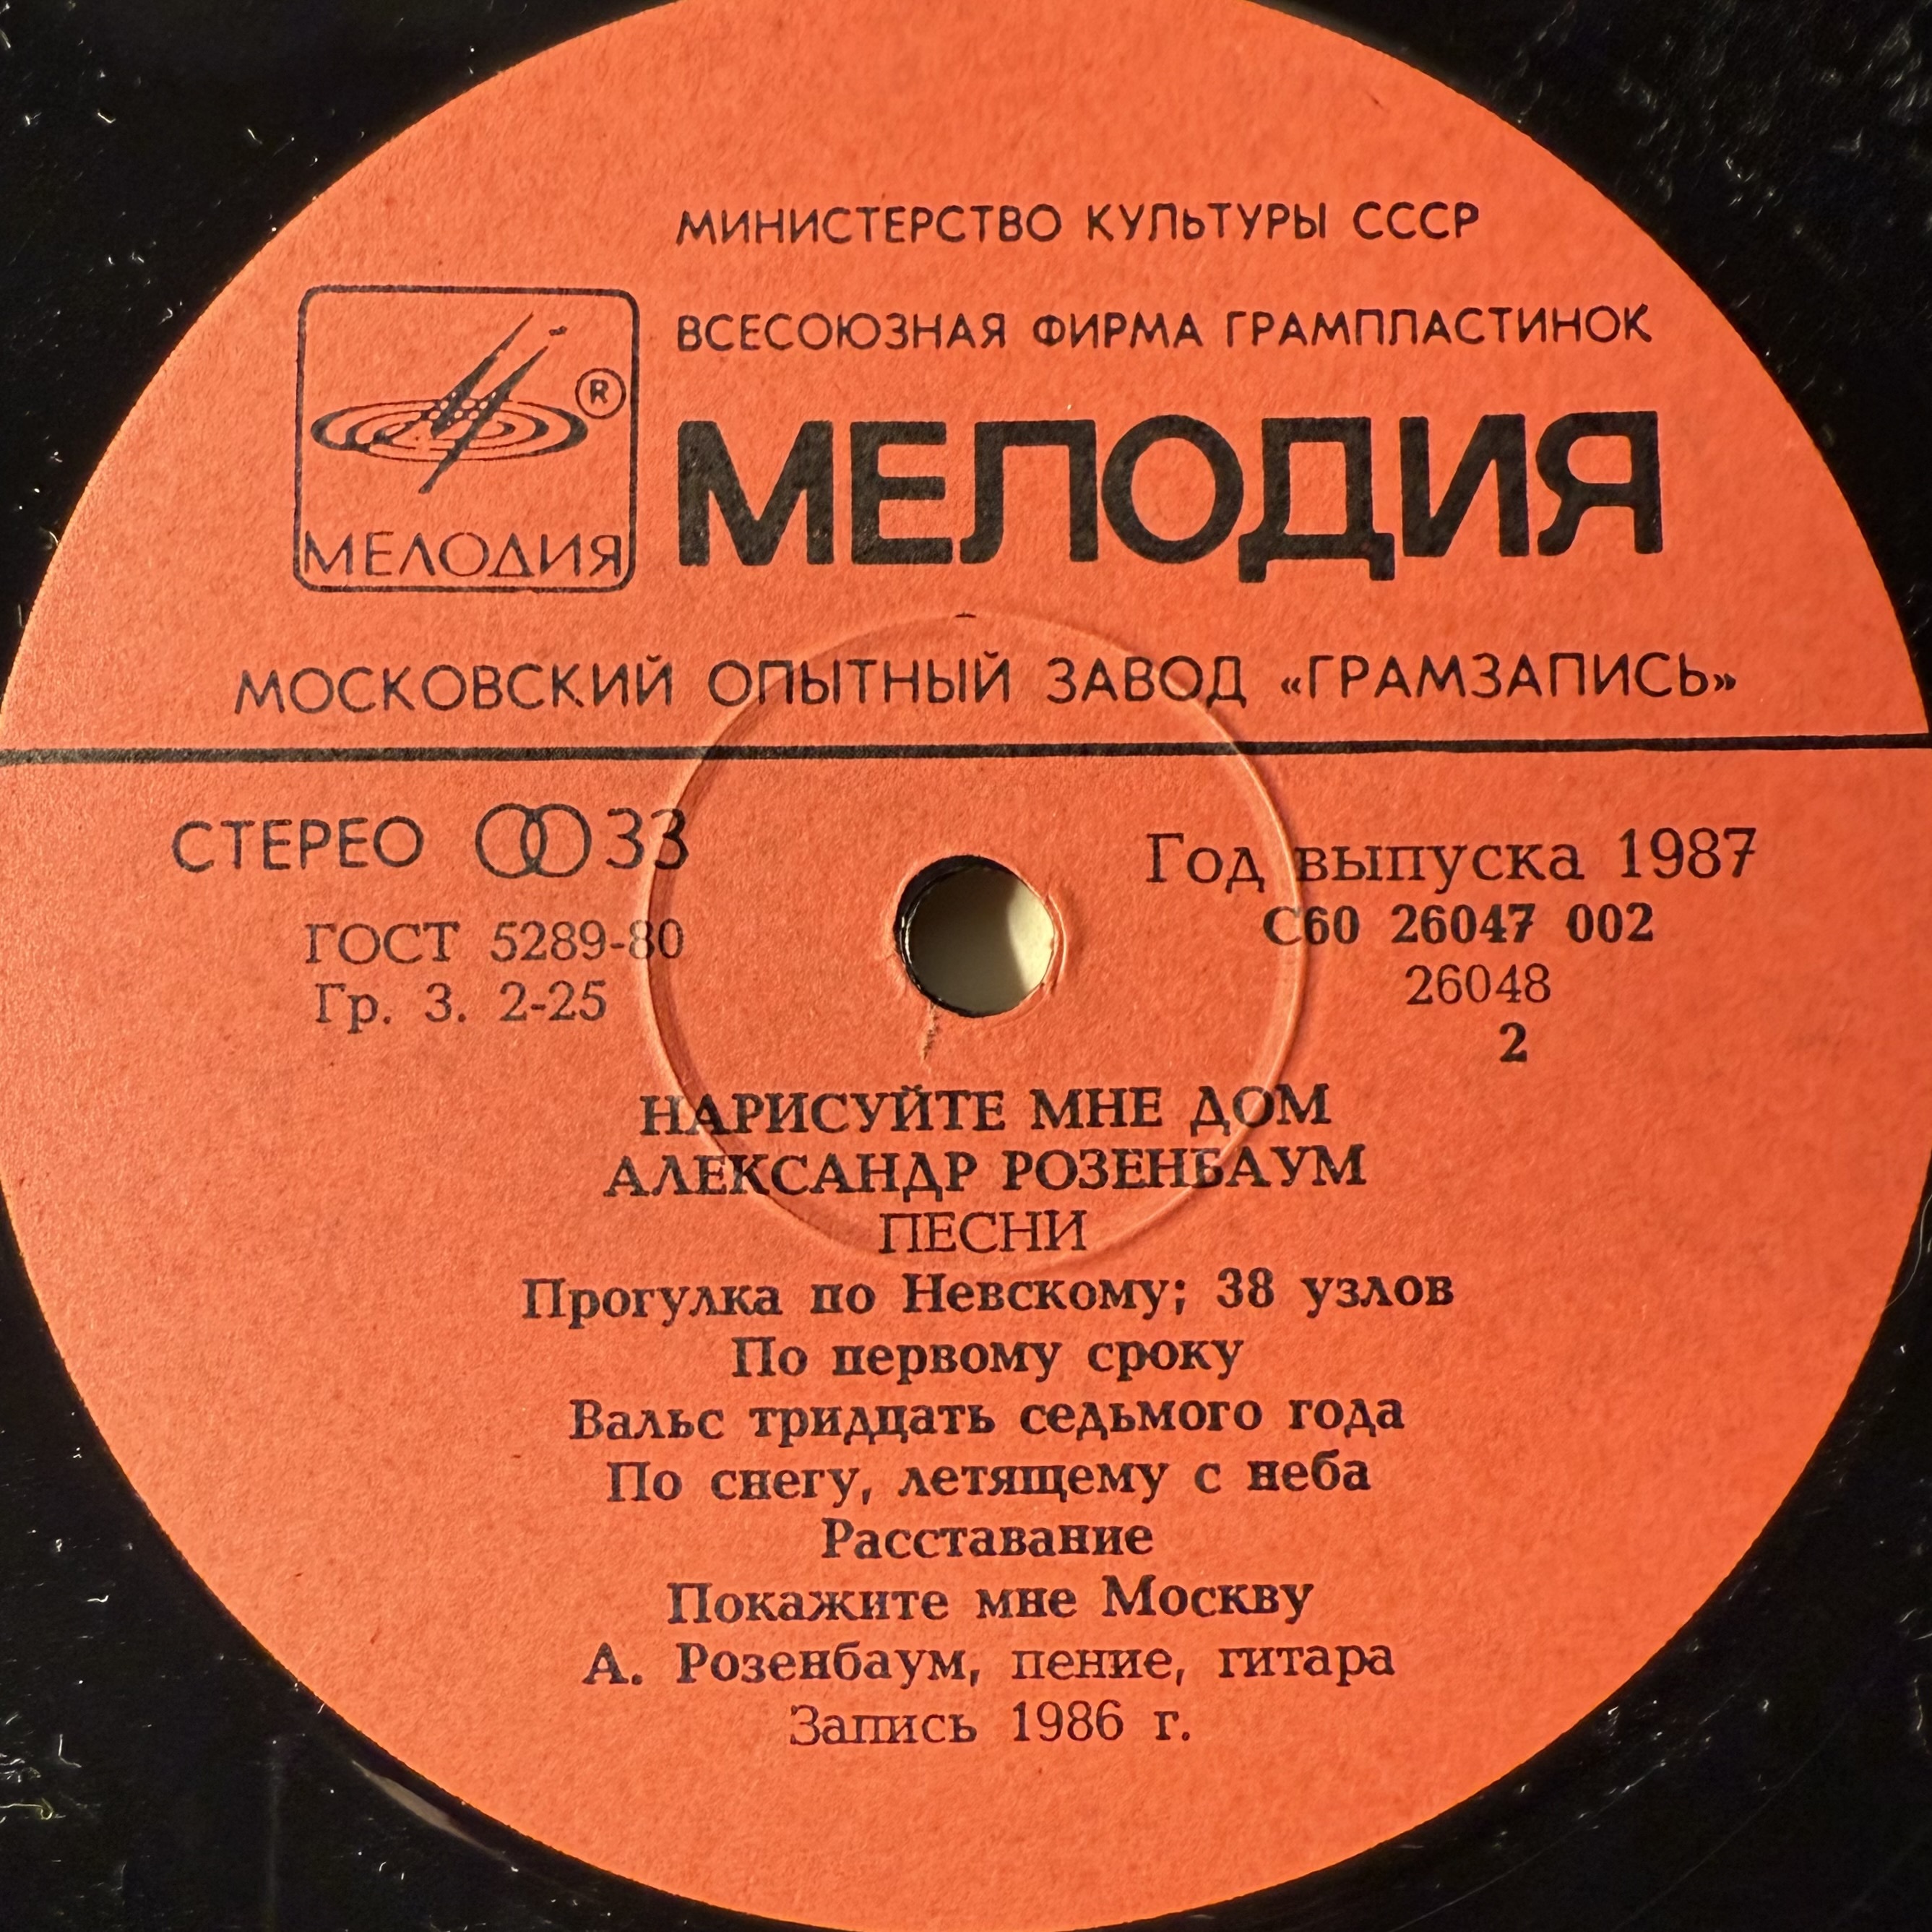 МИНИСТЕРСТВО КУЛЬТУРЫ СССР
ВСЕСОЮЗНАЯ ФИРМА ГРАМПЛАСТИНОК
®
МЕЛОДИЯ
МЕЛОДИЯ
МОСКОВСКИЙ ОПЫТНЫЙ ЗАВОД «ГРАМЗАПИСЬ»
СТЕРЕО 33
Год выпуска 1987
ГОСТ 5289-80
С60 26047 002
Гр. 3. 2-25
26048
2
НАРИСУЙТЕ МНЕ ДОМ
АЛЕКСАНДР РОЗЕНБАУМ
ПЕСНИ
Прогулка по Невскому; 38 узлов
По первому сроку
Вальс тридцать седьмого года
По снегу, летящему с неба
Расставание
Покажите мне Москву
А. Розенбаум, пение, гитара
Запись 1986 г.